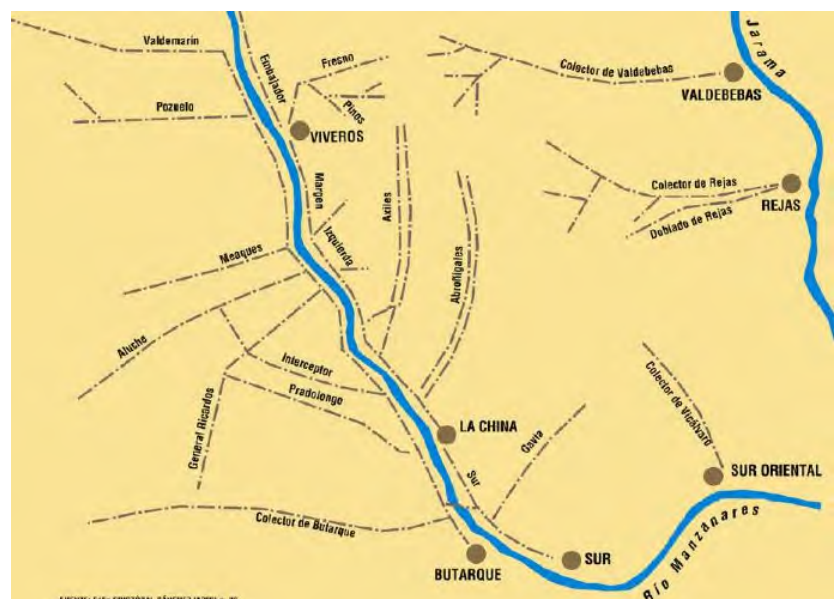 Jarama
Valdemarín
Embajador
Fresno
Colector de Valdebebas
VALDEBEBAS
Pozuelo
Pinos
VIVEROS
Margen
Axiles
Colector de Rejas
REJAS
Doblado de Rejas
Izquierda
Meaques
Abroñigales
Aluche
Interceptor
Pradolongo
General Ricardos
Colector de Vicálvaro
LA CHINA
Gavia
Sur
SUR ORIENTAL
Colector de Butarque
Río Manzanares
SUR
BUTARQUE